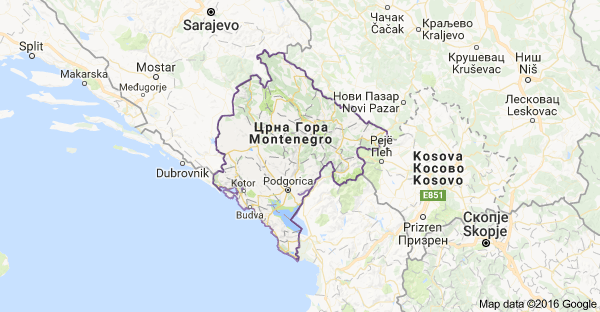 Sarajevo
Чачак
Čačak
Краљево
Kraljevo
Split
Makarska
Mostar
Međugorje
Крушевац
Kruševac
Ниш
Niš
Нови Пазар
Novi Pazar
Лесковац
Leskovac
Црна Гора
Montenegro
Pejë
Пећ
Kosova
Косово
Kosovo
Dubrovnik
Kotor
Podgorica
E851
Budva
Prizren
Призрен
Скопје
Skopje
Map data ©2016 Google